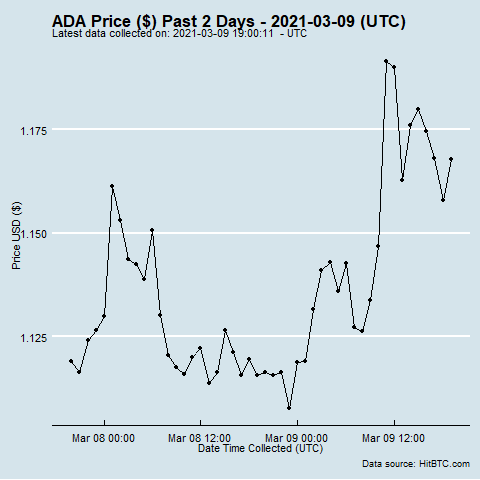 ADA Price ($) Past 2 Days - 2021-03-09 (UTC)
Latest data collected on: 2021-03-09 19:00:11  - UTC
1.175
1.150
1.125
Price USD ($)
Mar 08 00:00 Mar 08 12:00 Mar 09 00:00 Mar 09 12:00
Date Time Collected (UTC)
Data source: HitBTC.com